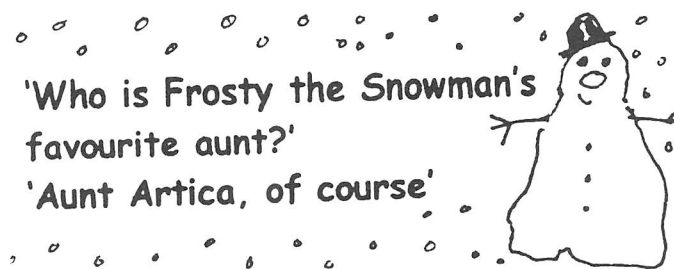 'Who is Frosty the Snowman's
favourite aunt?'
'Aunt Artica, of course'